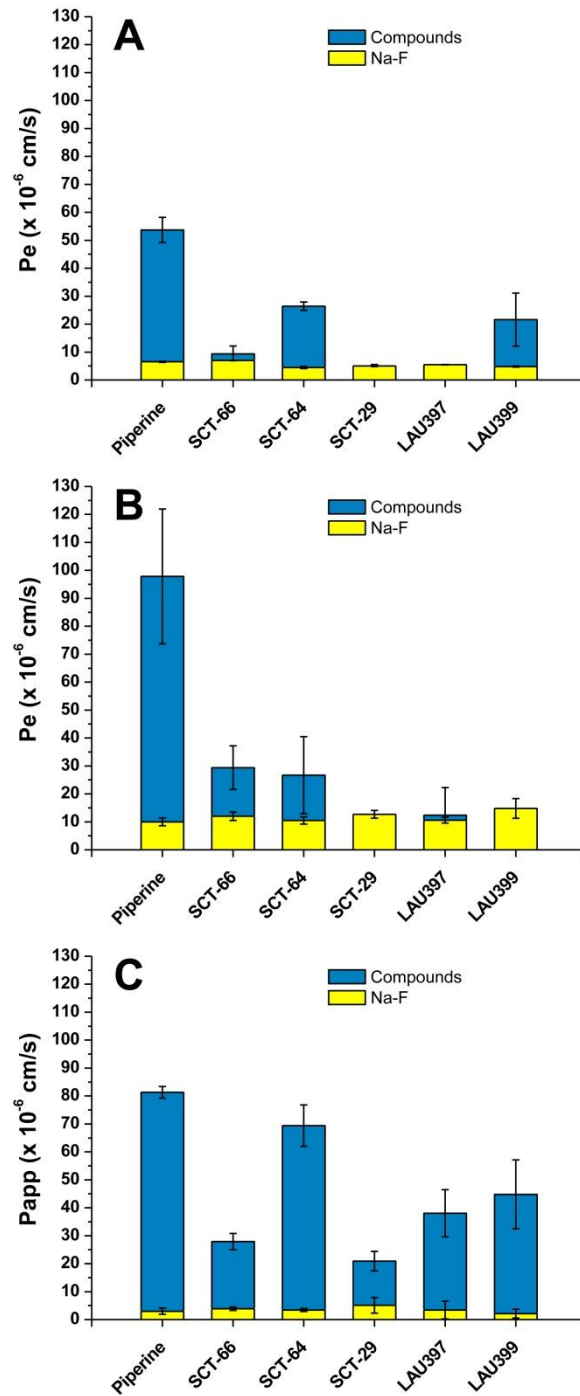 A
Compounds
Na-F
Pe (x 10⁻⁶ cm/s)
130
120
110
100
90
80
70
60
50
40
30
20
10
0
Piperine
SCT-66
SCT-64
SCT-29
LAU397
LAU399
B
Compounds
Na-F
Pe (x 10⁻⁶ cm/s)
130
120
110
100
90
80
70
60
50
40
30
20
10
0
Piperine
SCT-66
SCT-64
SCT-29
LAU397
LAU399
C
Compounds
Na-F
Papp (x 10⁻⁶ cm/s)
130
120
110
100
90
80
70
60
50
40
30
20
10
0
Piperine
SCT-66
SCT-64
SCT-29
LAU397
LAU399